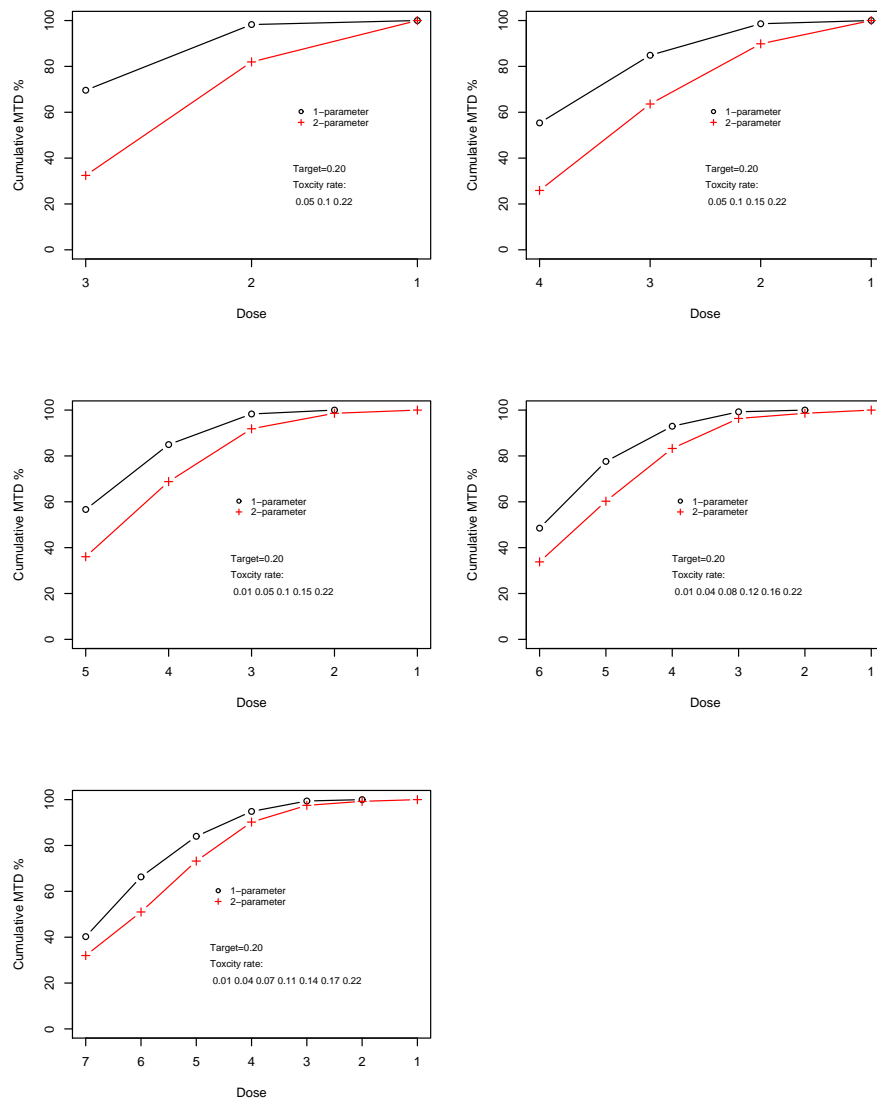 Cumulative MTD %
100
80
60
40
20
0
1−parameter
2−parameter
Target=0.20
Toxcity rate:
0.05 0.1 0.22
3 2 1
Dose
Cumulative MTD %
100
80
60
40
20
0
1−parameter
2−parameter
Target=0.20
Toxcity rate:
0.05 0.1 0.15 0.22
4 3 2 1
Dose
Cumulative MTD %
100
80
60
40
20
0
1−parameter
2−parameter
Target=0.20
Toxcity rate:
0.01 0.05 0.1 0.15 0.22
5 4 3 2 1
Dose
Cumulative MTD %
100
80
60
40
20
0
1−parameter
2−parameter
Target=0.20
Toxcity rate:
0.01 0.04 0.08 0.12 0.16 0.22
6 5 4 3 2 1
Dose
Cumulative MTD %
100
80
60
40
20
0
1−parameter
2−parameter
Target=0.20
Toxcity rate:
0.01 0.04 0.07 0.11 0.14 0.17 0.22
7 6 5 4 3 2 1
Dose